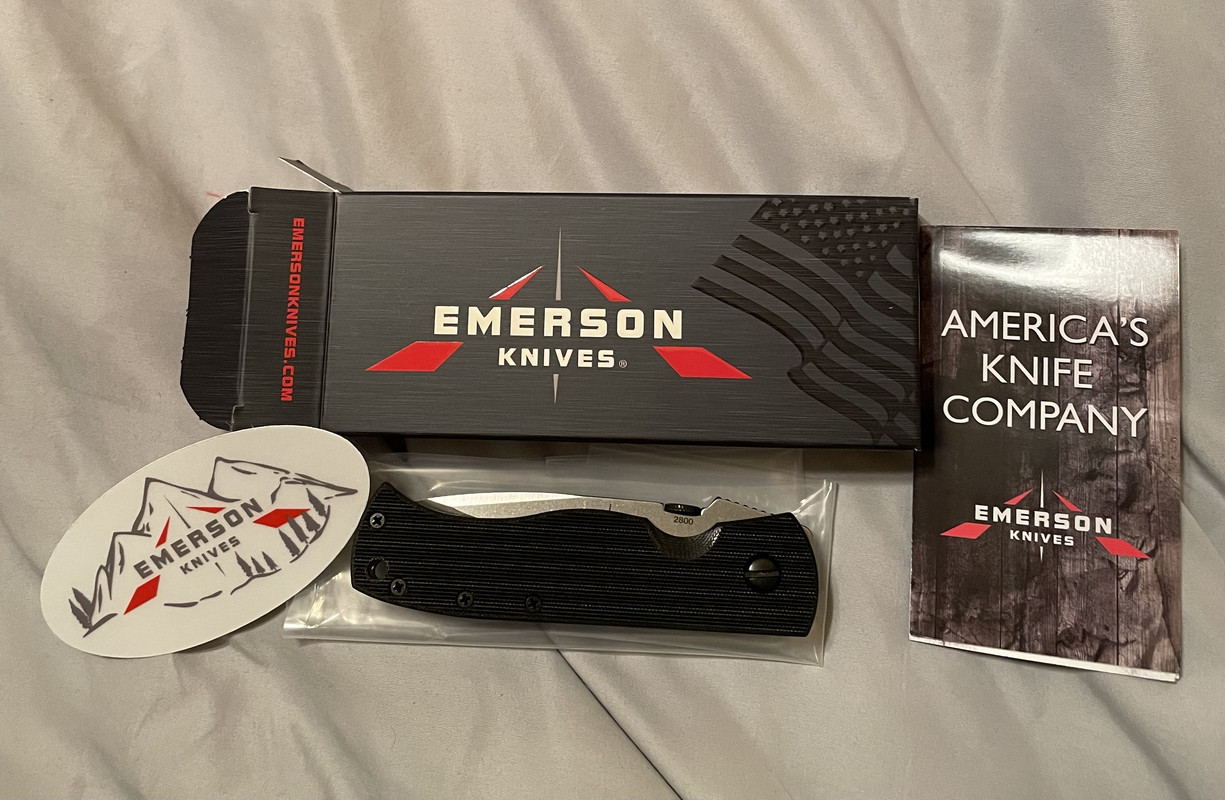 EMERSONKNIVES.COM
EMERSON
KNIVES®
AMERICA'S
KNIFE
COMPANY
EMERSON
KNIVES
EMERSON
KNIVES
2800